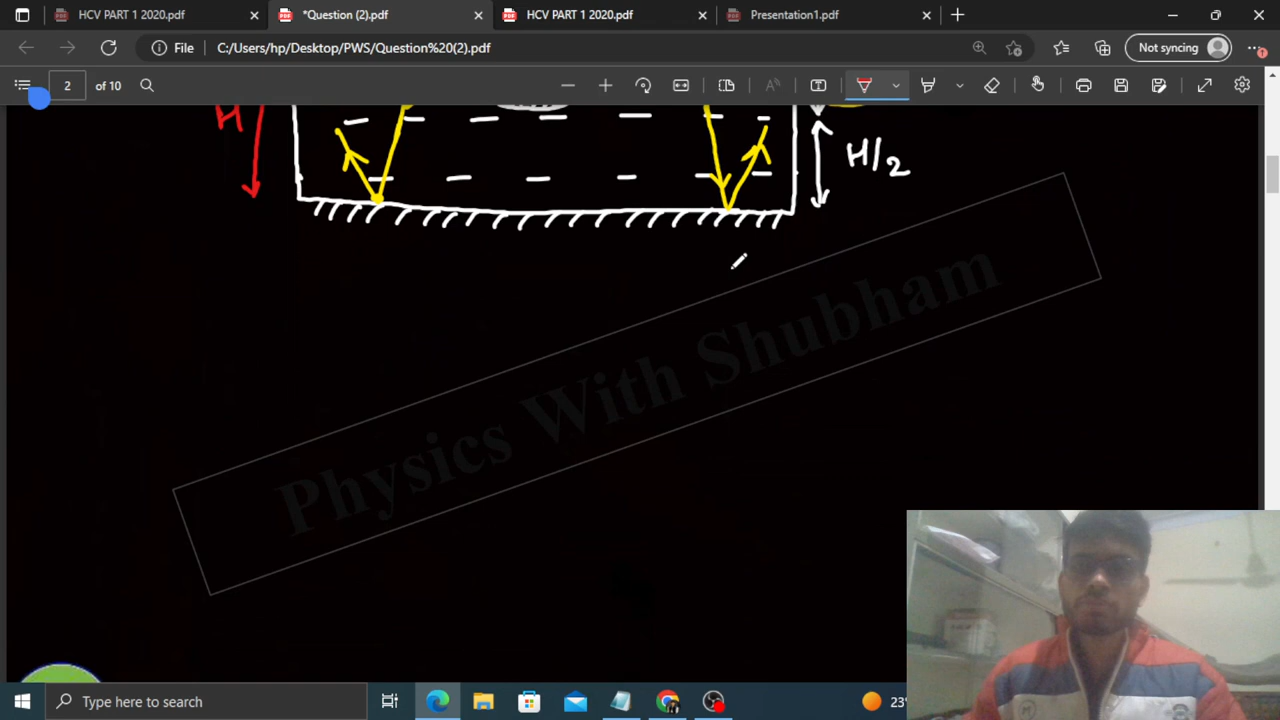 HCV PART 1 2020.pdf
*Question (2).pdf
HCV PART 1 2020.pdf
Presentation1.pdf
File
C:/Users/hp/Desktop/PWS/Question%20(2).pdf
Not syncing
2
of 10
H
H/2
Physics With Shubham
Type here to search
23°